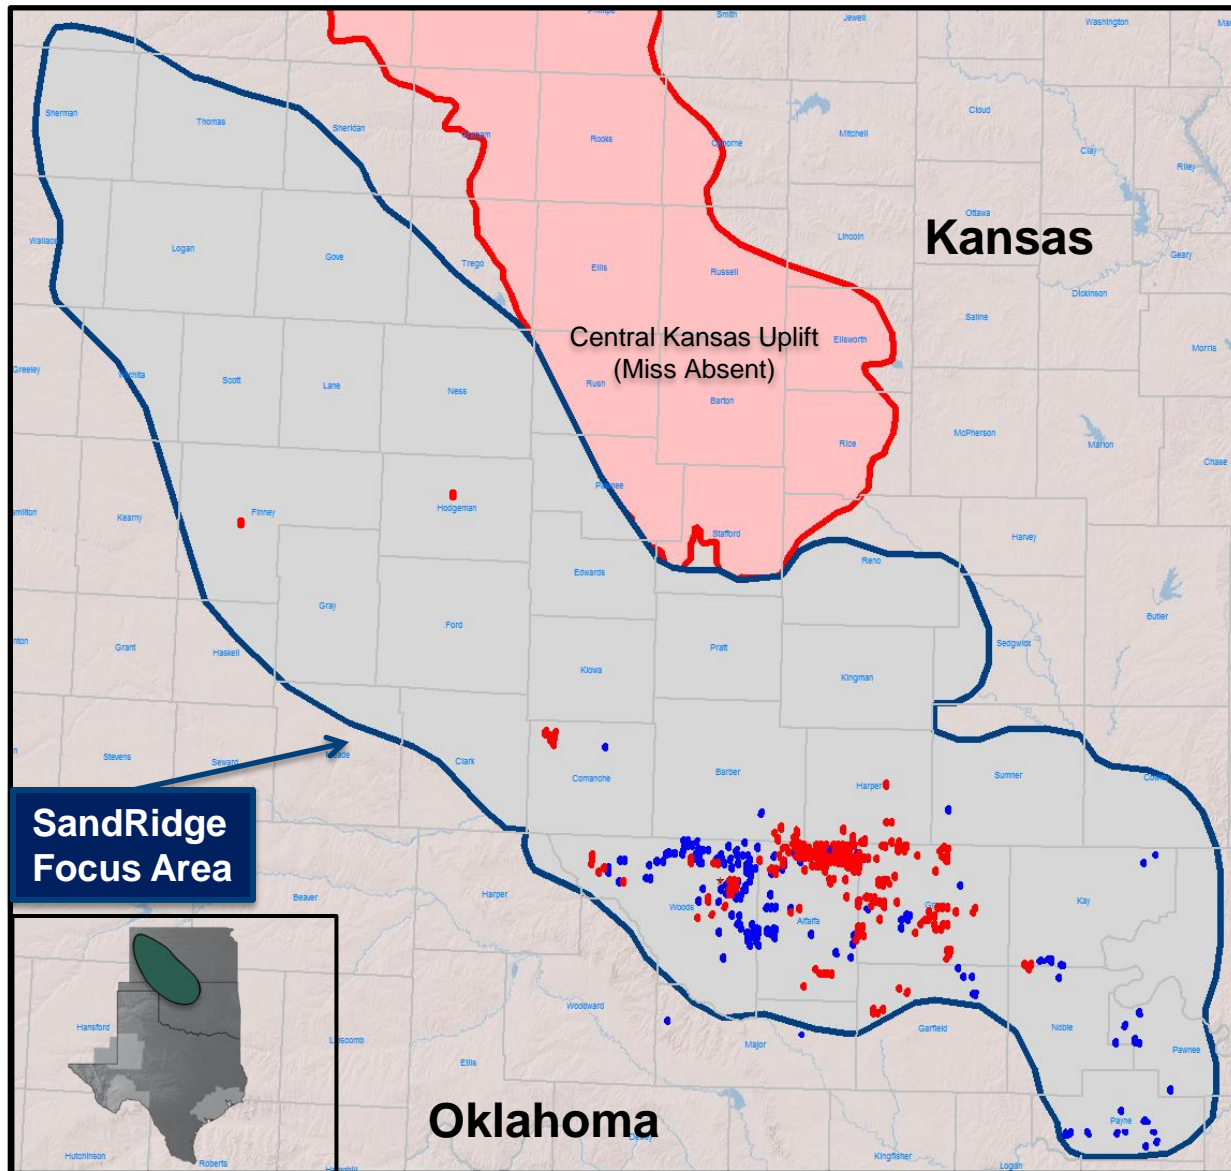 Phillips
Smith
Jewell
Washington
Sherman
Thomas
Sheridan
Graham
Rooks
Osborne
Mitchell
Cloud
Clay
Riley
Ottawa
Kansas
Wallace
Logan
Gove
Trego
Ellis
Russell
Lincoln
Geary
Dickinson
Saline
Central Kansas Uplift
(Miss Absent)
Ellsworth
Morris
Greeley
Wichita
Scott
Lane
Ness
Rush
Barton
Rice
McPherson
Marion
Chase
Pawnee
Hodgeman
Finney
Kearny
Stafford
Harvey
Reno
Edwards
Gray
Ford
Butler
Grant
Haskell
Pratt
Sedgwick
Kiowa
Kingman
Stevens
Seward
Clark
Comanche
Barber
Harper
Sumner
SandRidge
Focus Area
Beaver
Harper
Woods
Alfalfa
Kay
Woodward
Hansford
Major
Garfield
Noble
Pawnee
Ellis
Oklahoma
Payne
Hutchinson
Roberts
Kingfisher
Logan